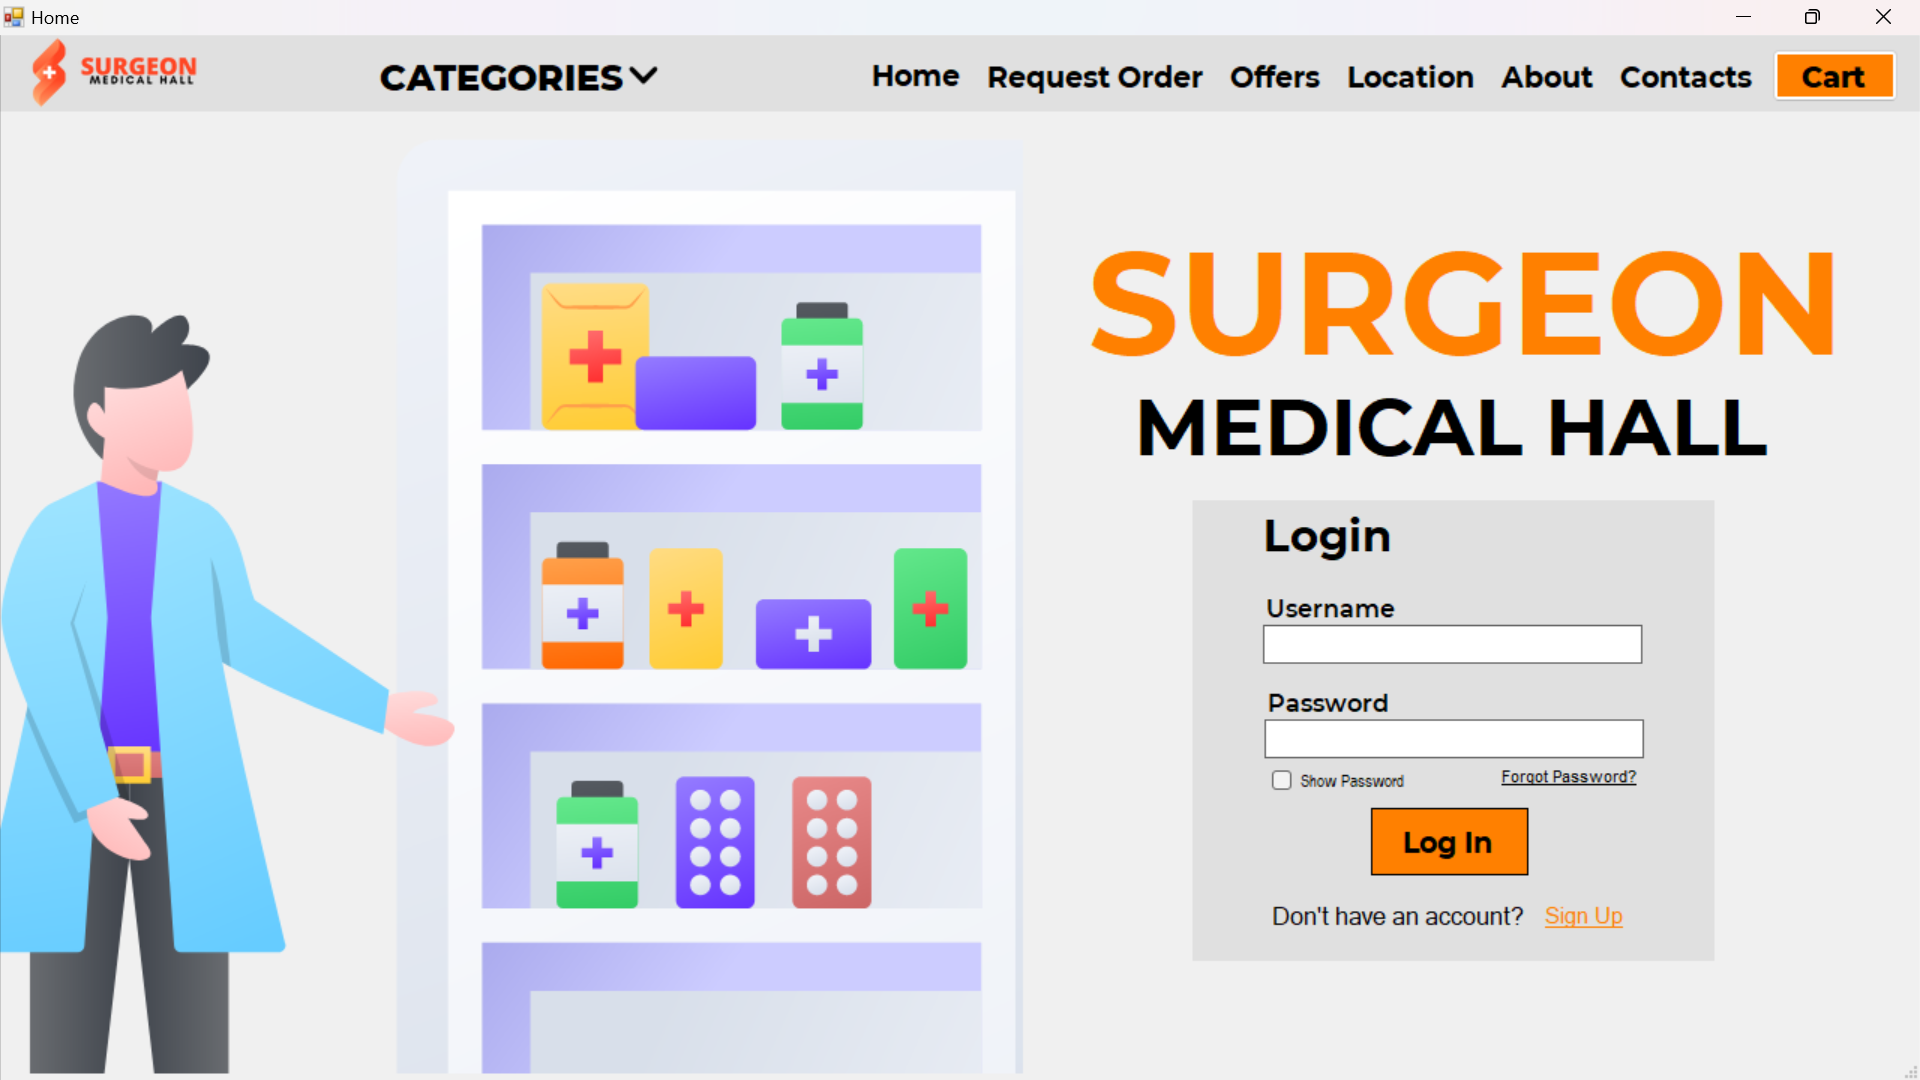 Home
SURGEON
MEDICAL HALL
CATEGORIES
Home Request Order Offers Location About Contacts Cart
SURGEON
MEDICAL HALL
Login
Username
Password
Show Password Forgot Password?
Log In
Don't have an account? Sign Up